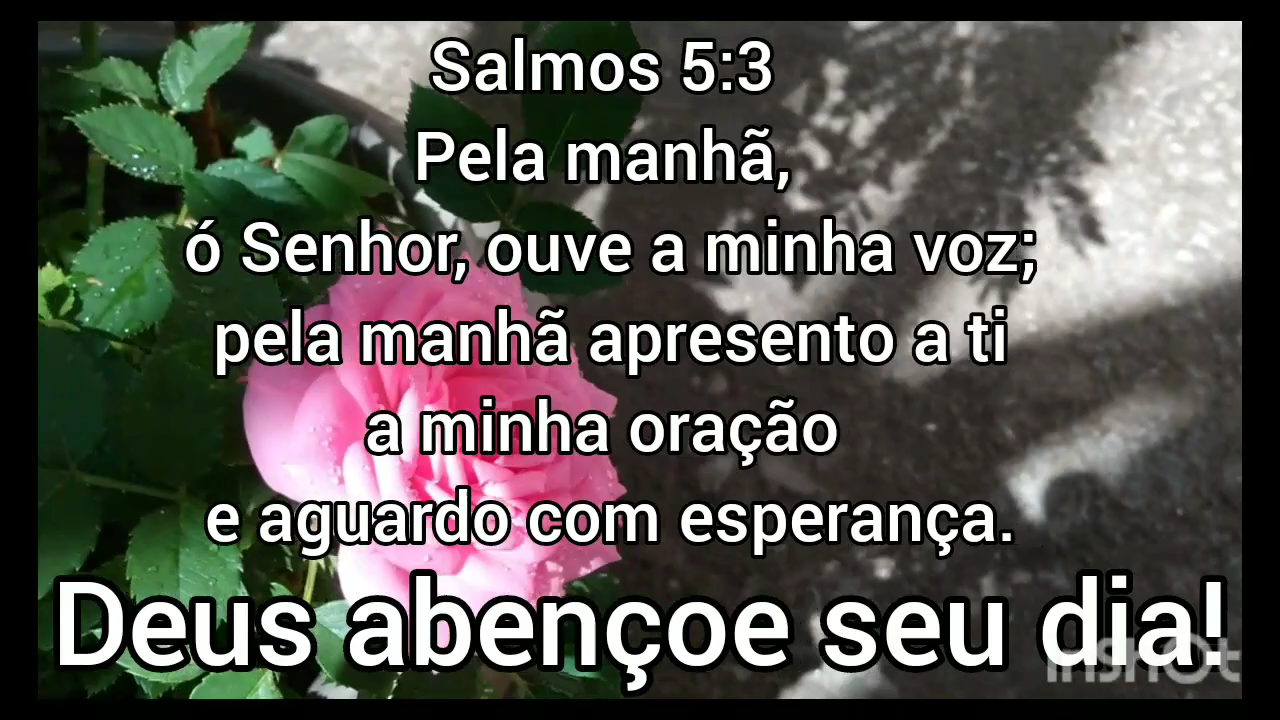 Salmos 5:3
Pela manhã,
ó Senhor, ouve a minha voz;
pela manhã apresento a ti
a minha oração
e aguardo com esperança.
Deus abençoe seu dia!
InShot